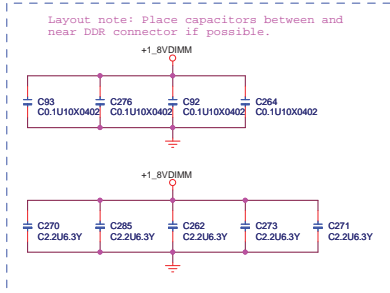 Layout note: Place capacitors between and
near DDR connector if possible.
+1_8VDIMM
C93 C276 C92 C264
C0.1U10X0402 C0.1U10X0402 C0.1U10X0402 C0.1U10X0402
+1_8VDIMM
C270 C285 C262 C273 C271
C2.2U6.3Y C2.2U6.3Y C2.2U6.3Y C2.2U6.3Y C2.2U6.3Y